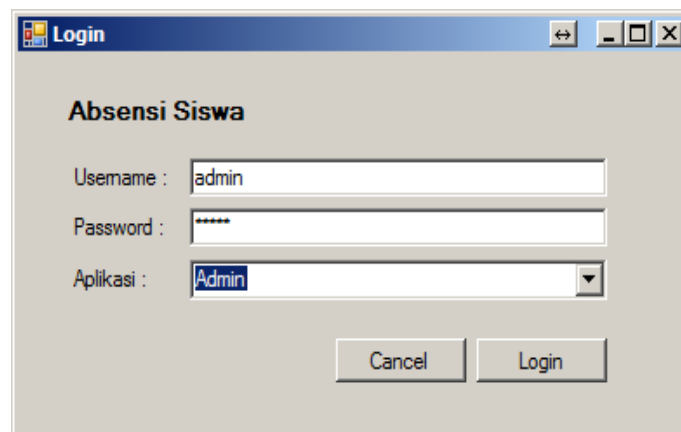 Login
Absensi Siswa
Username : admin
Password : *****
Aplikasi : Admin
Cancel Login